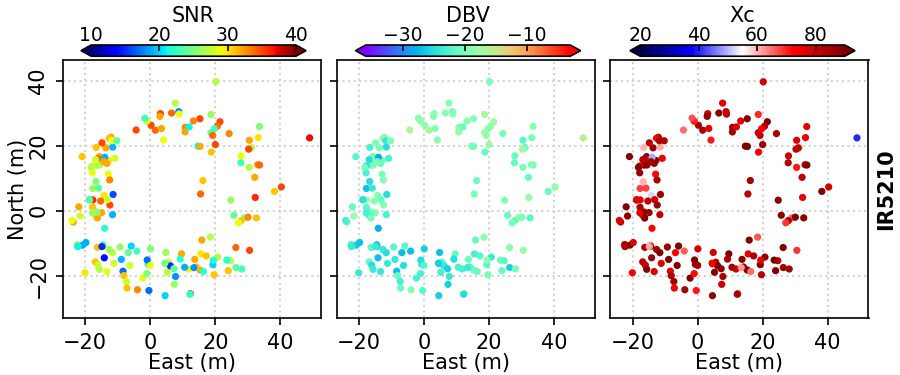 SNR DBV Xc
10 20 30 40 −30 −20 −10 20 40 60 80
40
20
0
−20
North (m)
IR5210
−20 0 20 40 −20 0 20 40 −20 0 20 40
East (m) East (m) East (m)